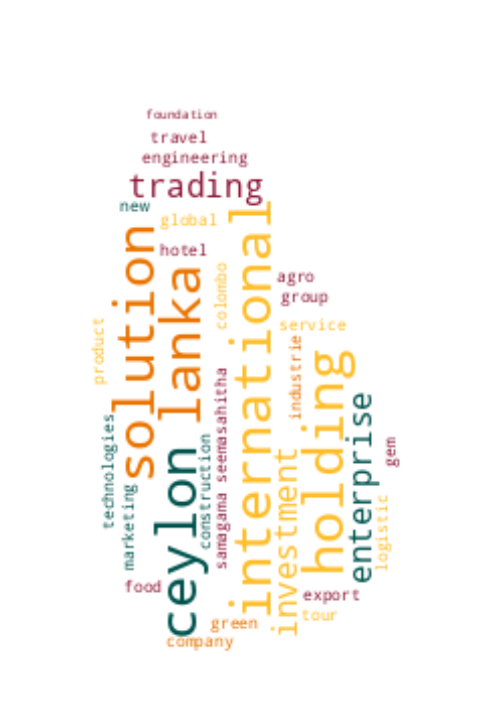 foundation
travel
engineering
trading
new
global
solution
international
hotel
lanka
colombo
agro
group
product
service
industrie
holding
samagama seemasahitha
enterprise
technologies
construction
ceylon
gem
investment
marketing
logistic
food
export
green
tour
company